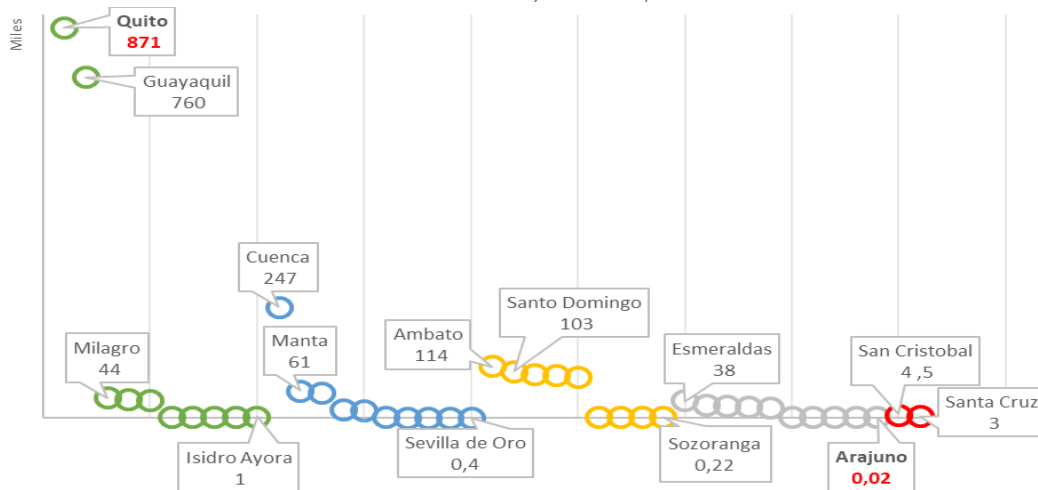 Miles
Quito
871
Guayaquil
760
Cuenca
247
Milagro
44
Manta
61
Ambato
114
Santo Domingo
103
Esmeraldas
38
San Cristobal
4 ,5
Santa Cruz
3
Isidro Ayora
1
Sevilla de Oro
0,4
Sozoranga
0,22
Arajuno
0,02